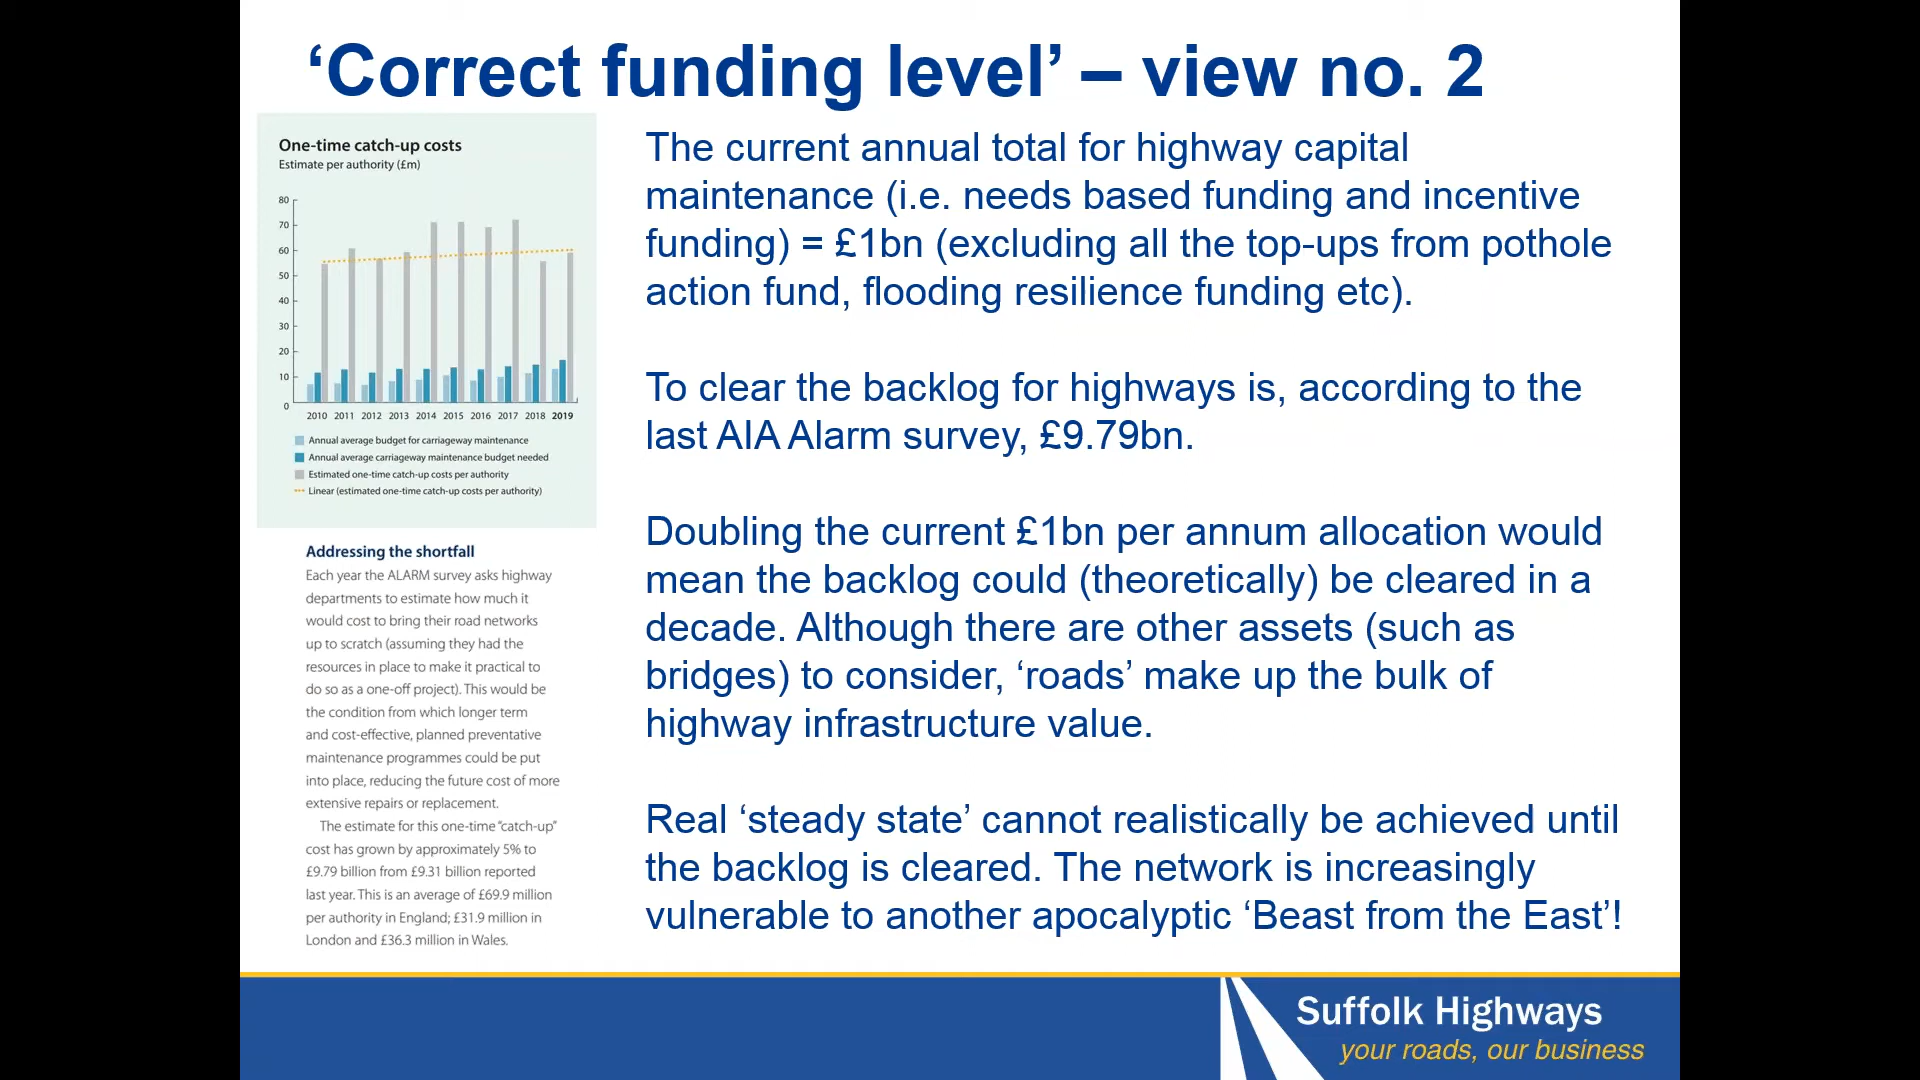 ‘Correct funding level’ – view no. 2
One-time catch-up costs
Estimate per authority (£m)
80
70
60
50
40
30
20
10
0
2010 2011 2012 2013 2014 2015 2016 2017 2018 2019
Annual average budget for carriageway maintenance
Annual average carriageway maintenance budget needed
Estimated one-time catch-up costs per authority
Linear (estimated one-time catch-up costs per authority)
Addressing the shortfall
Each year the ALARM survey asks highway
departments to estimate how much it
would cost to bring their road networks
up to scratch (assuming they had the
resources in place to make it practical to
do so as a one-off project). This would be
the condition from which longer term
and cost-effective, planned preventative
maintenance programmes could be put
into place, reducing the future cost of more
extensive repairs or replacement.
The estimate for this one-time “catch-up”
cost has grown by approximately 5% to
£9.79 billion from £9.31 billion reported
last year. This is an average of £69.9 million
per authority in England; £31.9 million in
London and £36.3 million in Wales.
The current annual total for highway capital
maintenance (i.e. needs based funding and incentive
funding) = £1bn (excluding all the top-ups from pothole
action fund, flooding resilience funding etc).
To clear the backlog for highways is, according to the
last AIA Alarm survey, £9.79bn.
Doubling the current £1bn per annum allocation would
mean the backlog could (theoretically) be cleared in a
decade. Although there are other assets (such as
bridges) to consider, ‘roads’ make up the bulk of
highway infrastructure value.
Real ‘steady state’ cannot realistically be achieved until
the backlog is cleared. The network is increasingly
vulnerable to another apocalyptic ‘Beast from the East’!
Suffolk Highways
your roads, our business